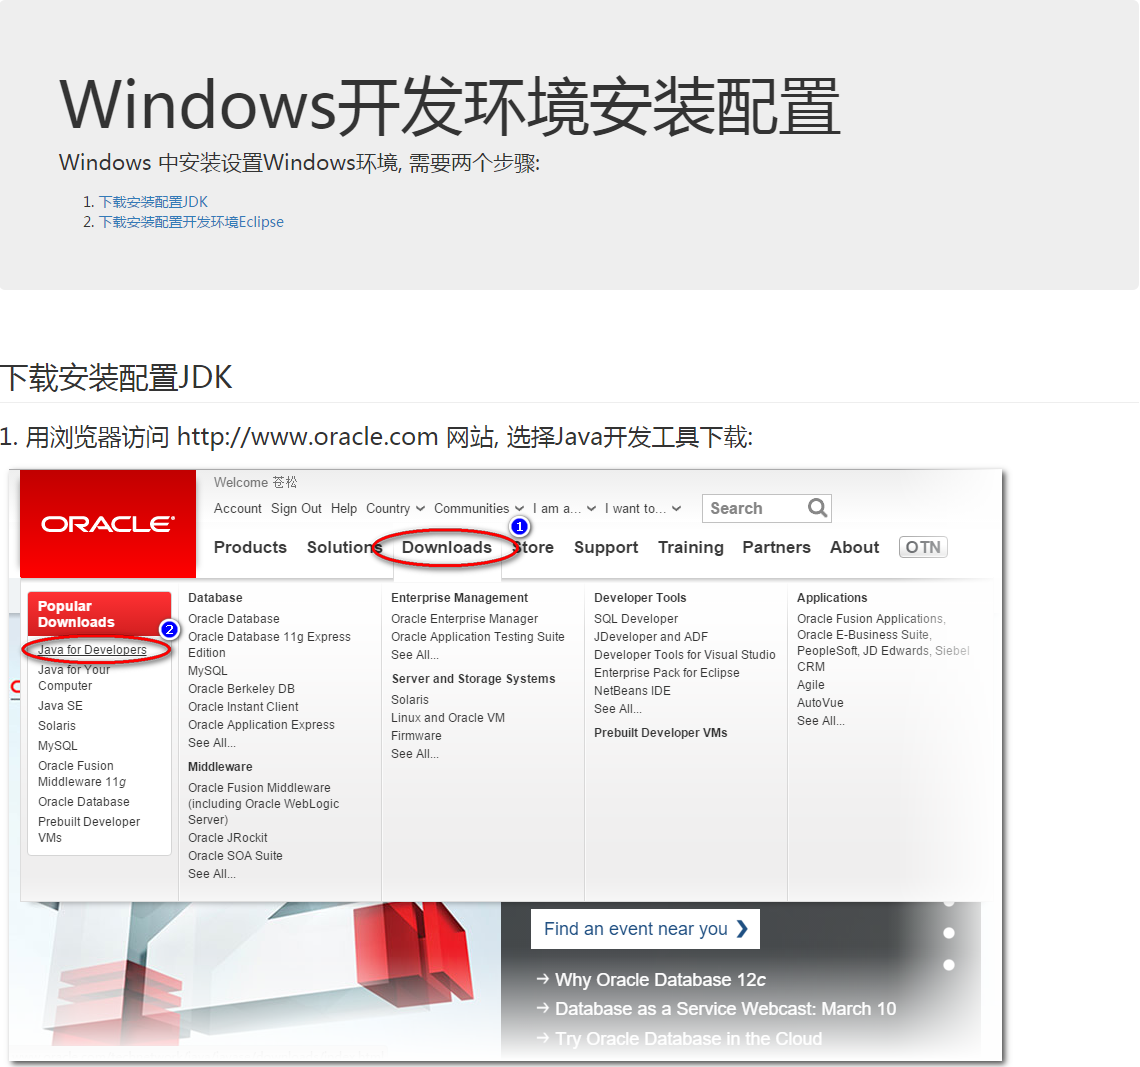 Windows开发环境安装配置
Windows 中安装设置Windows环境, 需要两个步骤:
1. 下载安装配置JDK
2. 下载安装配置开发环境Eclipse
下载安装配置JDK
1. 用浏览器访问 http://www.oracle.com 网站, 选择Java开发工具下载:
ORACLE
Welcome 苍松
Account Sign Out Help Country Communities I am a... I want to... Search
1
Products Solutions Downloads Store Support Training Partners About OTN
Popular
Downloads
2
Java for Developers
Java for Your
Computer
Java SE
Solaris
MySQL
Oracle Fusion
Middleware 11g
Oracle Database
Prebuilt Developer
VMs
Database
Oracle Database
Oracle Database 11g Express
Edition
MySQL
Oracle Berkeley DB
Oracle Instant Client
Oracle Application Express
See All...
Middleware
Oracle Fusion Middleware
(including Oracle WebLogic
Server)
Oracle JRockit
Oracle SOA Suite
See All...
Enterprise Management
Oracle Enterprise Manager
Oracle Application Testing Suite
See All...
Server and Storage Systems
Solaris
Linux and Oracle VM
Firmware
See All...
Developer Tools
SQL Developer
JDeveloper and ADF
Developer Tools for Visual Studio
Enterprise Pack for Eclipse
NetBeans IDE
See All...
Prebuilt Developer VMs
Applications
Oracle Fusion Applications,
Oracle E-Business Suite,
PeopleSoft, JD Edwards, Siebel
CRM
Agile
AutoVue
See All...
Find an event near you
Why Oracle Database 12c
Database as a Service Webcast: March 10
Try Oracle Database in the Cloud